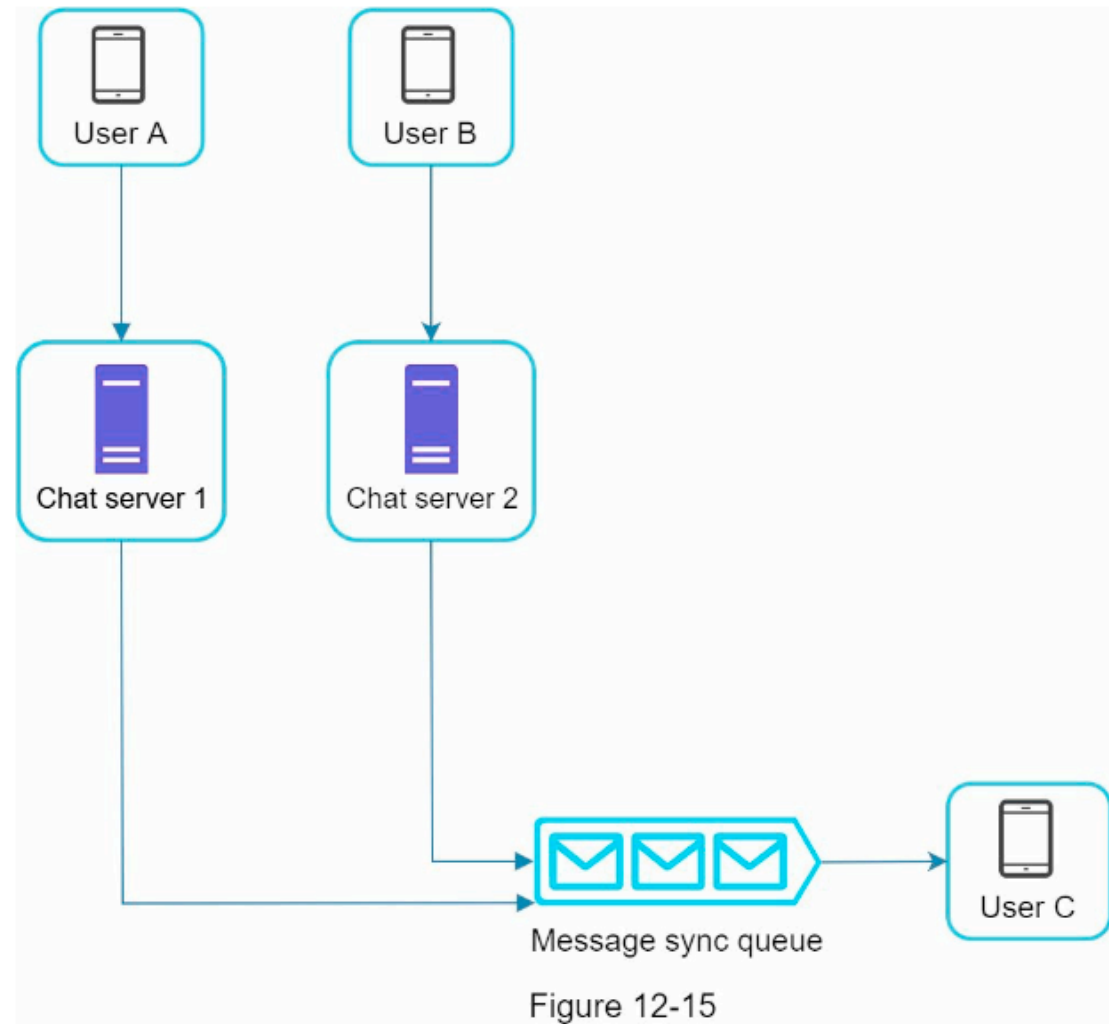 User A
User B
Chat server 1
Chat server 2
User C
Message sync queue
Figure 12-15